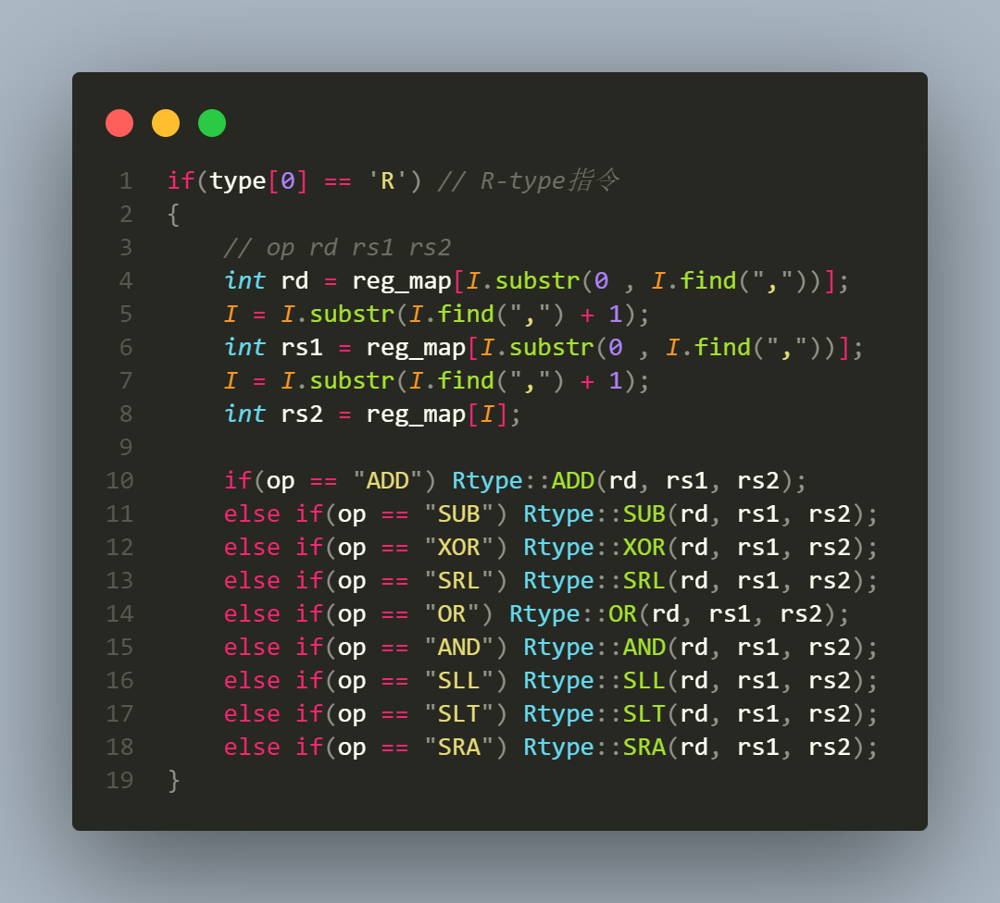 1 if(type[0] == 'R') // R-type指令
2 {
3     // op rd rs1 rs2
4     int rd = reg_map[I.substr(0 , I.find(","))];
5     I = I.substr(I.find(",") + 1);
6     int rs1 = reg_map[I.substr(0 , I.find(","))];
7     I = I.substr(I.find(",") + 1);
8     int rs2 = reg_map[I];
9
10     if(op == "ADD") Rtype::ADD(rd, rs1, rs2);
11     else if(op == "SUB") Rtype::SUB(rd, rs1, rs2);
12     else if(op == "XOR") Rtype::XOR(rd, rs1, rs2);
13     else if(op == "SRL") Rtype::SRL(rd, rs1, rs2);
14     else if(op == "OR") Rtype::OR(rd, rs1, rs2);
15     else if(op == "AND") Rtype::AND(rd, rs1, rs2);
16     else if(op == "SLL") Rtype::SLL(rd, rs1, rs2);
17     else if(op == "SLT") Rtype::SLT(rd, rs1, rs2);
18     else if(op == "SRA") Rtype::SRA(rd, rs1, rs2);
19 }